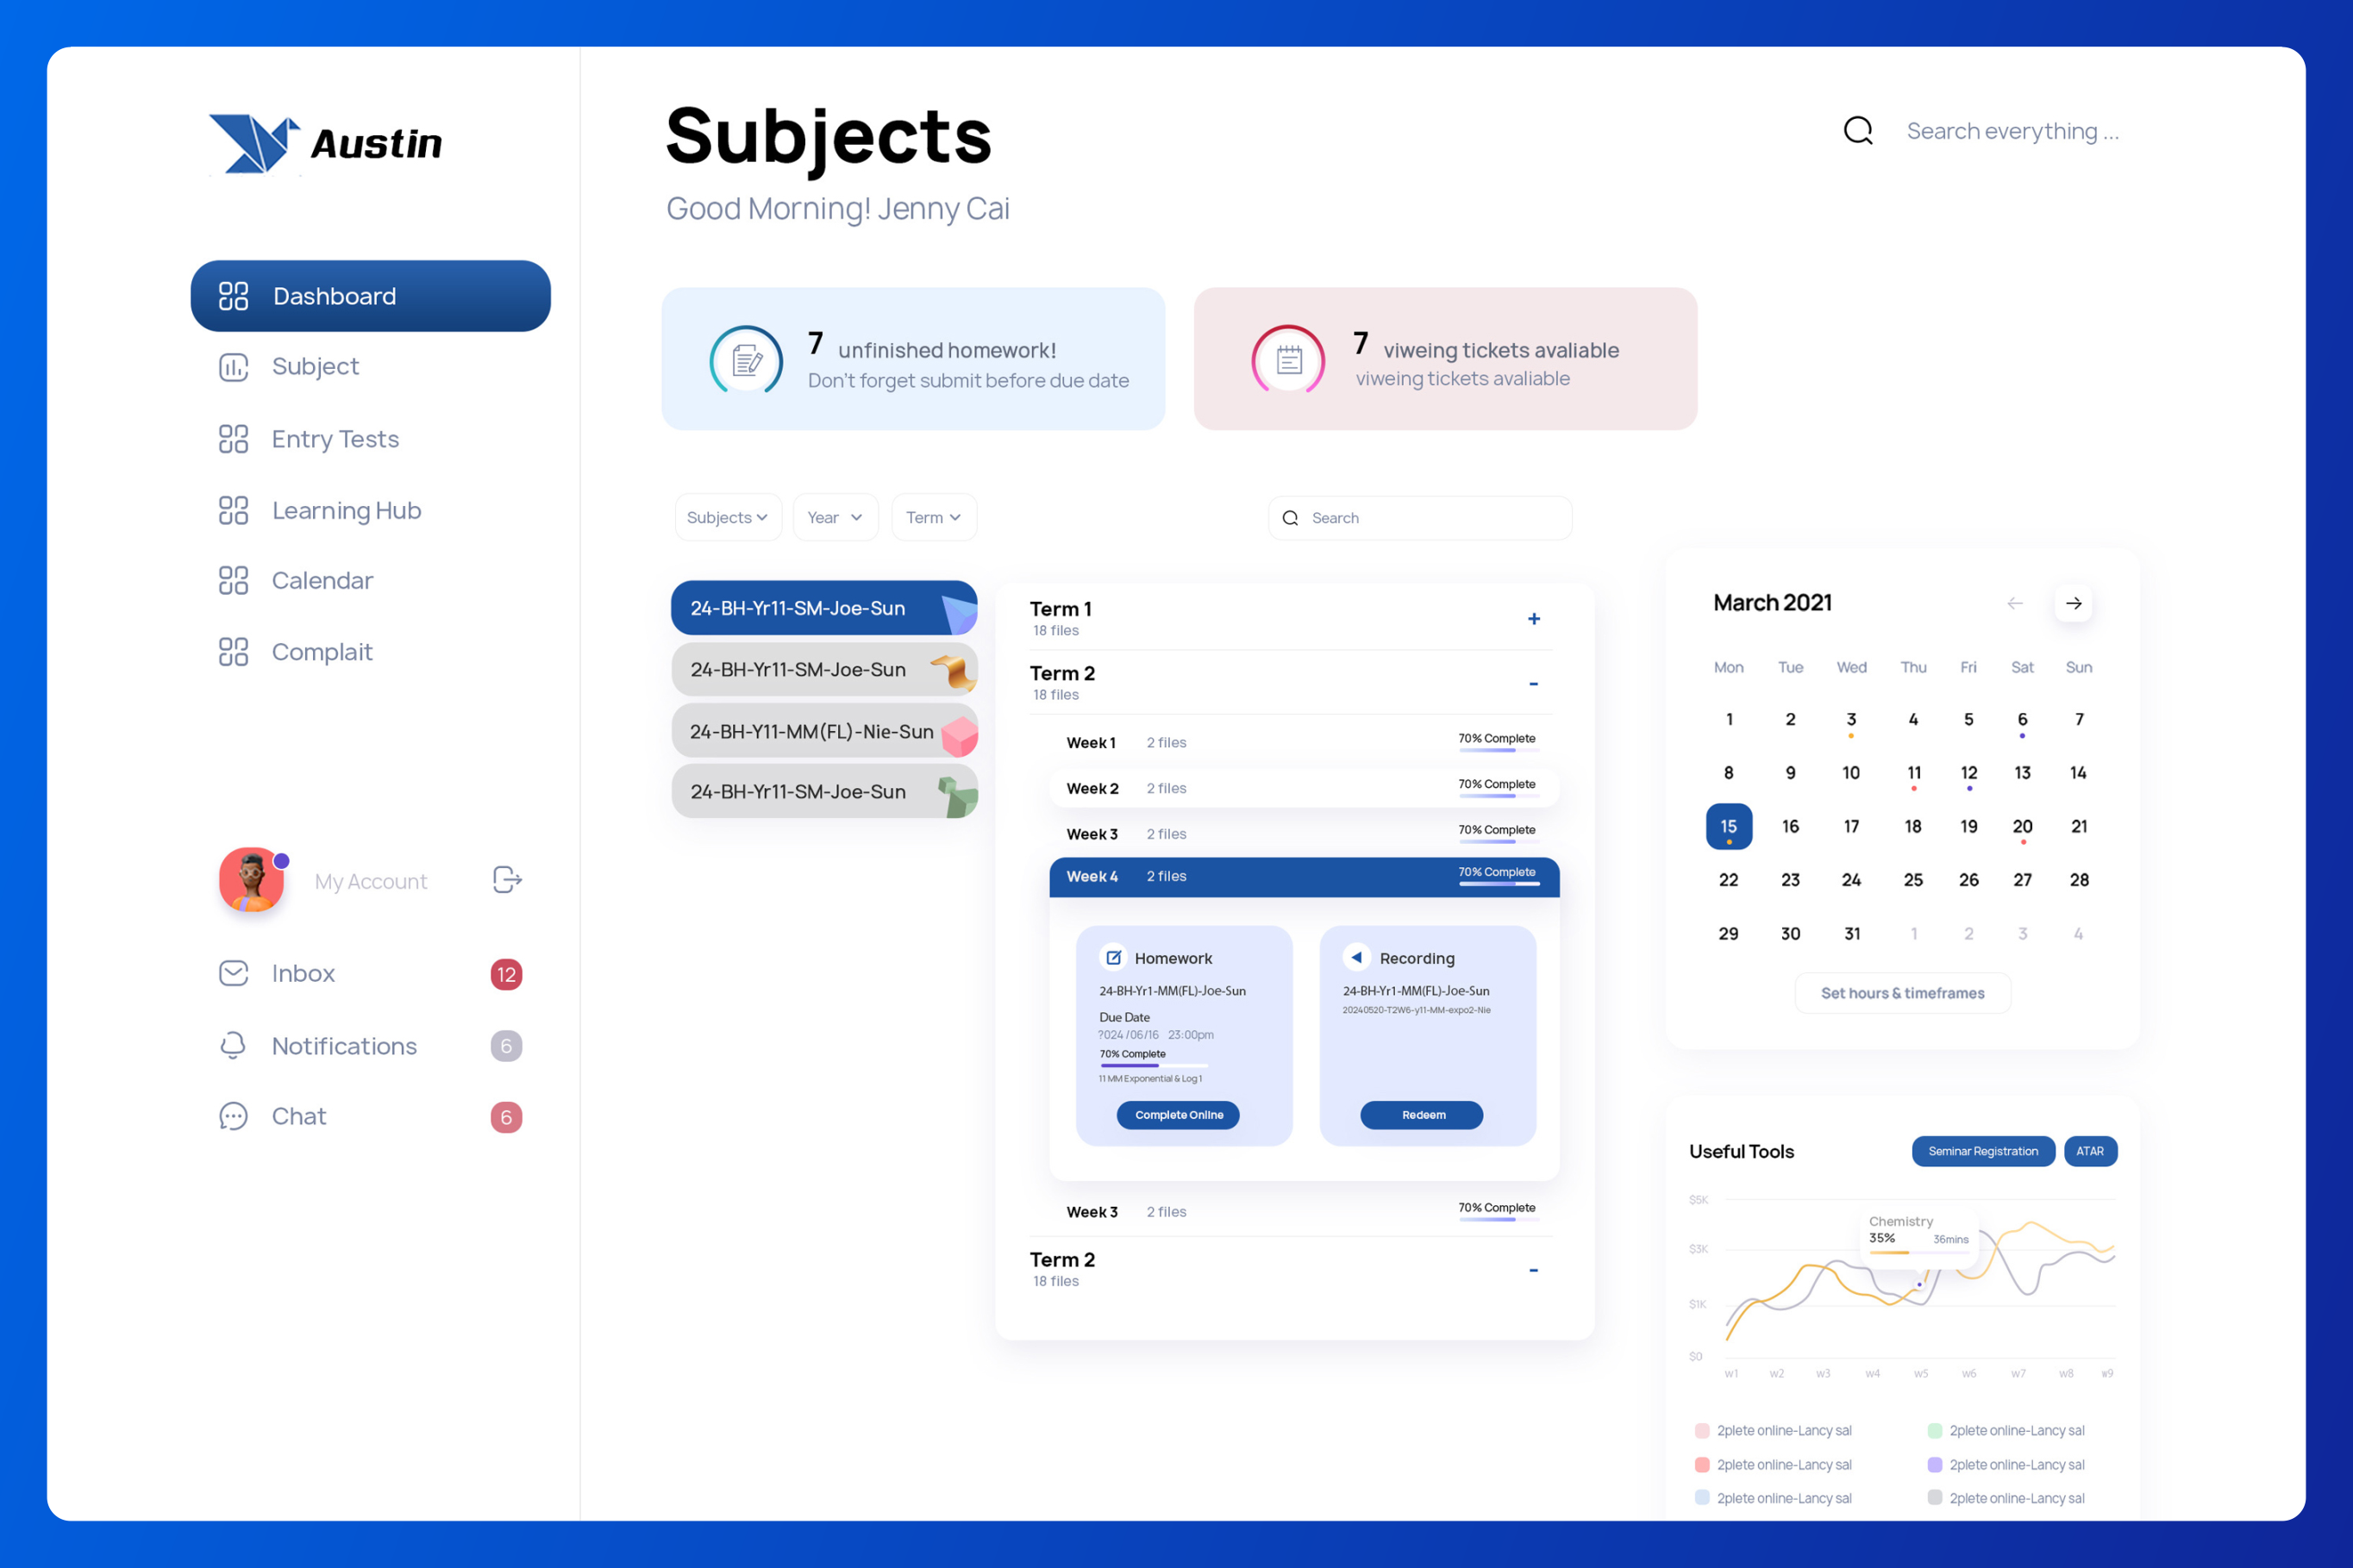 Austin
Dashboard
Subject
Entry Tests
Learning Hub
Calendar
Complait
My Account
Inbox 12
Notifications 6
Chat 6
Subjects
Good Morning! Jenny Cai
Search everything ...
7 unfinished homework!
Don't forget submit before due date
7 viweing tickets avaliable
viweing tickets avaliable
Subjects Year Term
Search
24-BH-Yr11-SM-Joe-Sun
24-BH-Yr11-SM-Joe-Sun
24-BH-Y11-MM(FL)-Nie-Sun
24-BH-Yr11-SM-Joe-Sun
Term 1 +
18 files
Term 2 -
18 files
Week 1 2 files 70% Complete
Week 2 2 files 70% Complete
Week 3 2 files 70% Complete
Week 4 2 files 70% Complete
Homework
24-BH-Yr1-MM(FL)-Joe-Sun
Due Date
?024 /06/16 23:00pm
70% Complete
11 MM Exponential & Log 1
Complete Online
Recording
24-BH-Yr1-MM(FL)-Joe-Sun
20240520-T2W6-y11-MM-expo2-Nie
Redeem
Week 3 2 files 70% Complete
Term 2 -
18 files
March 2021
Mon Tue Wed Thu Fri Sat Sun
1 2 3 4 5 6 7
8 9 10 11 12 13 14
15 16 17 18 19 20 21
22 23 24 25 26 27 28
29 30 31 1 2 3 4
Set hours & timeframes
Useful Tools
Seminar Registration
ATAR
$5K
$3K
$1K
$0
Chemistry
35% 36mins
w1 w2 w3 w4 w5 w6 w7 w8 w9
2plete online-Lancy sal 2plete online-Lancy sal
2plete online-Lancy sal 2plete online-Lancy sal
2plete online-Lancy sal 2plete online-Lancy sal